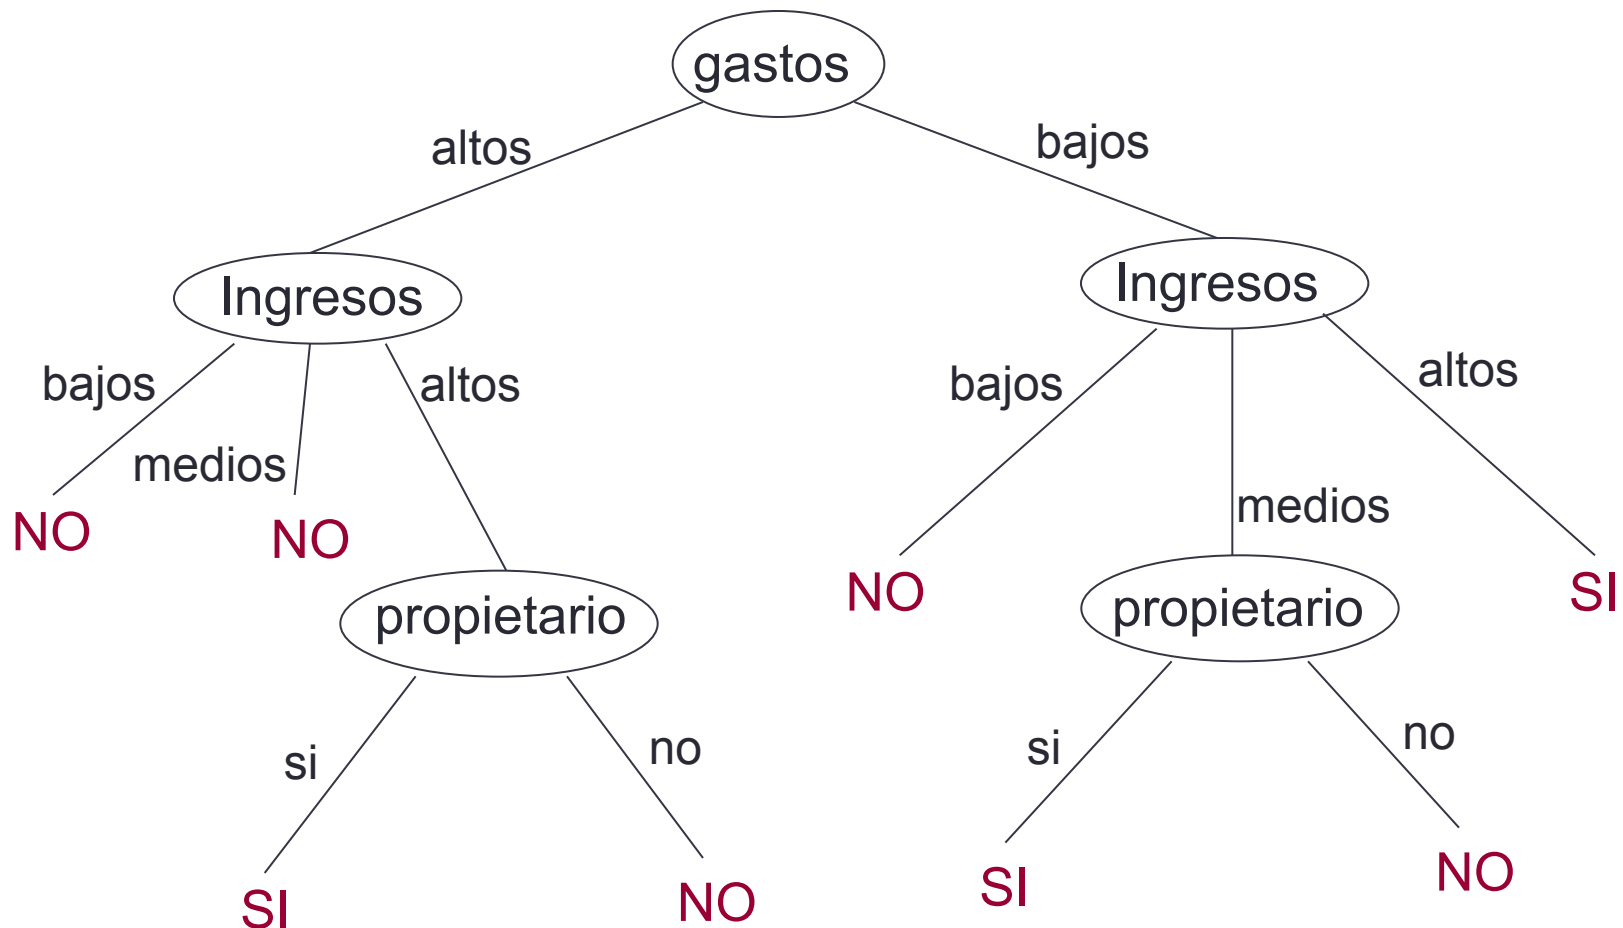 gastos
altos
bajos
Ingresos
Ingresos
bajos
medios
altos
bajos
medios
altos
NO
NO
propietario
NO
propietario
SI
si
no
si
no
SI
NO
SI
NO